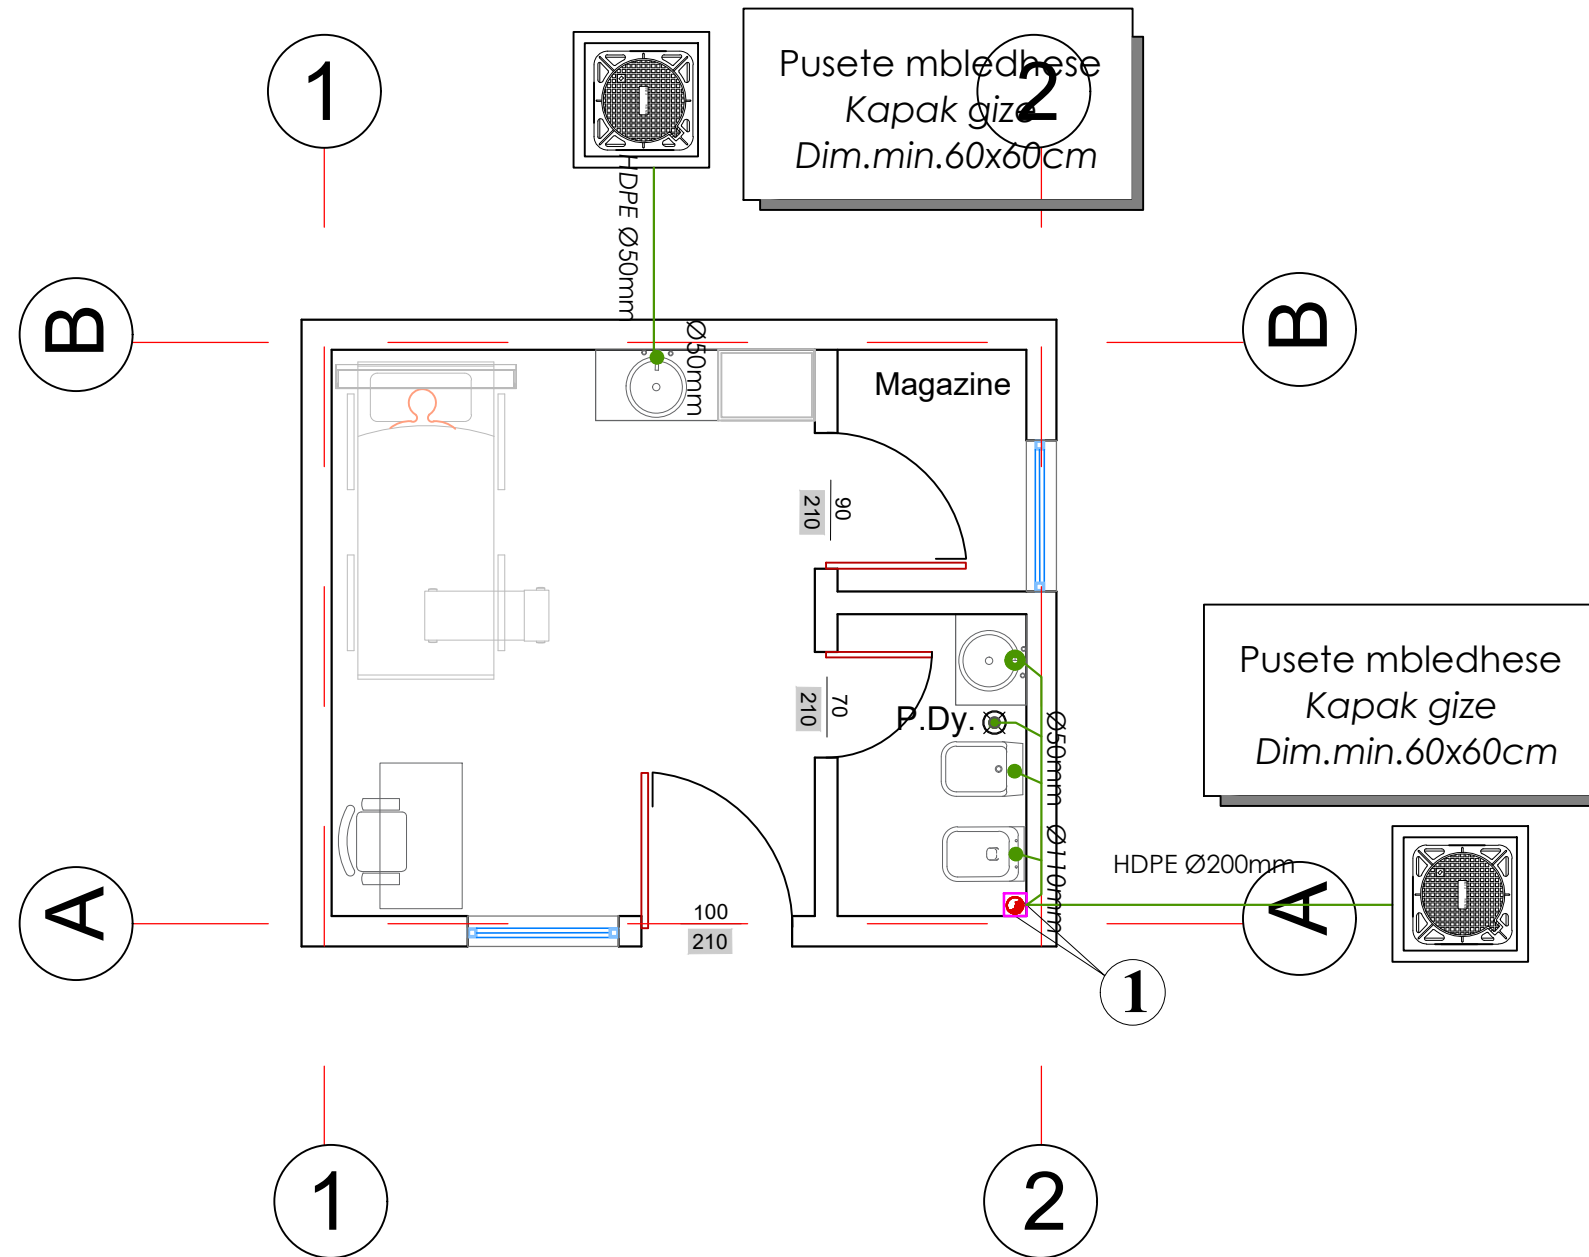 1
2
Pusete mbledhese
Kapak gize
Dim.min.60x60cm
HDPE Ø50mm
B
B
Ø50mm
Magazine
90
210
70
210
P.Dy.
Ø50mm
Pusete mbledhese
Kapak gize
Dim.min.60x60cm
Ø110mm
HDPE Ø200mm
A
A
100
210
1
1
2